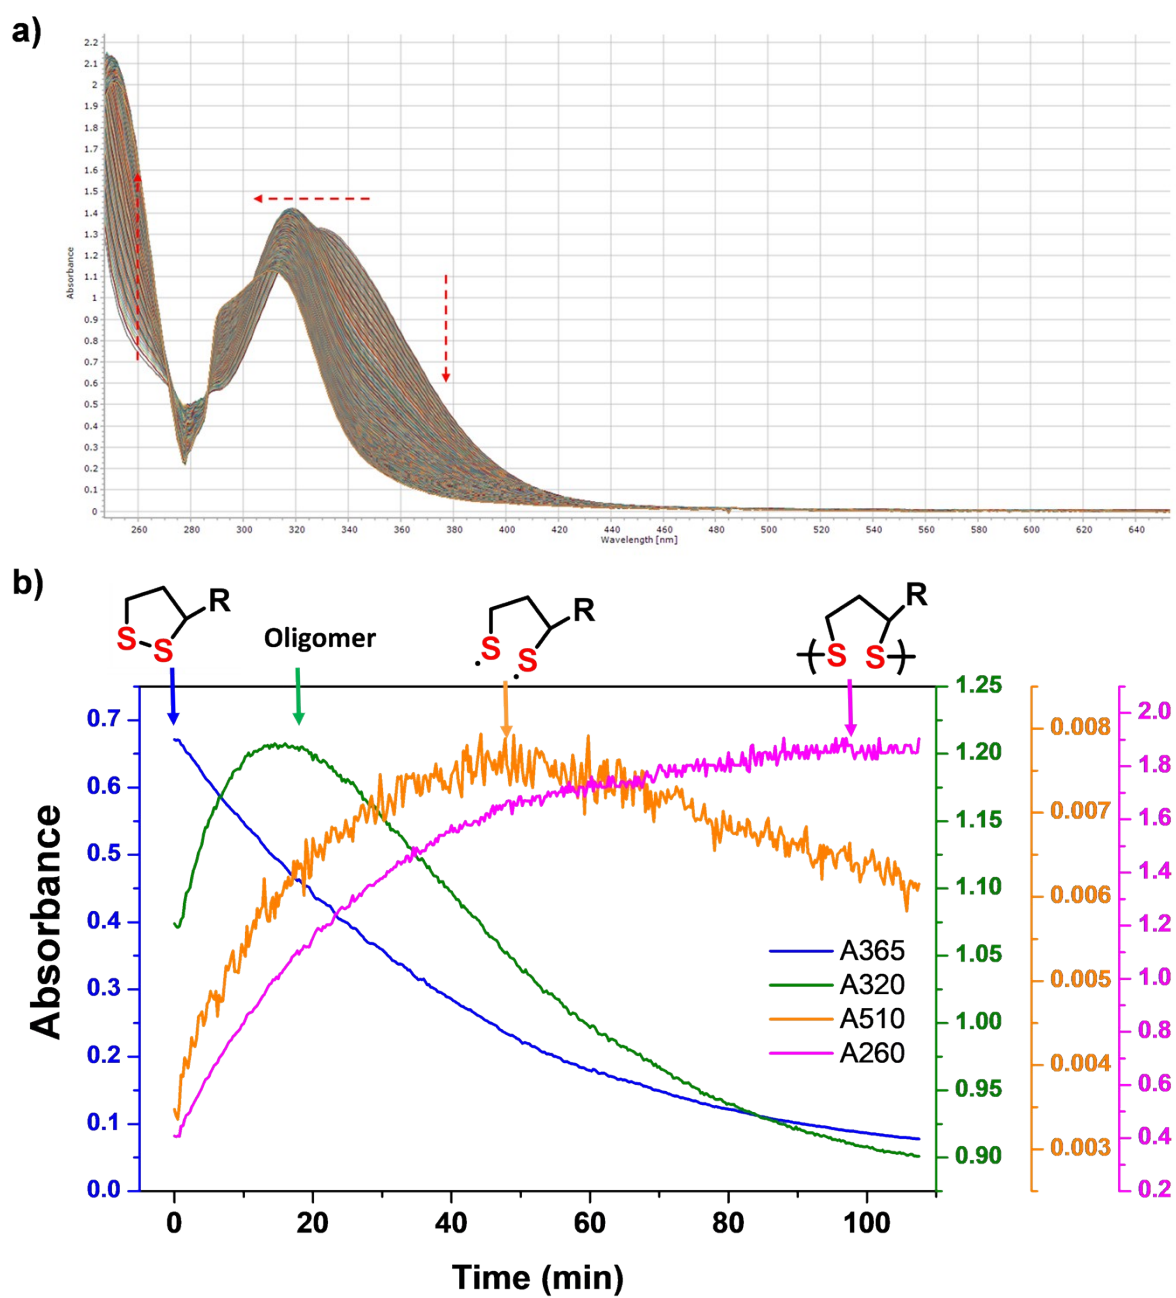 a)
2.2
2.1
2
1.9
1.8
1.7
1.6
1.5
1.4
1.3
1.2
1.1
1
0.9
0.8
0.7
0.6
0.5
0.4
0.3
0.2
0.1
0
Absorbance
260 280 300 320 340 360 380 400 420 440 460 480 500 520 540 560 580 600 620 640
Wavelength [nm]
b)
R
S S
Oligomer
R
S S
R
( S S )
0.7
0.6
0.5
0.4
0.3
0.2
0.1
0.0
Absorbance
A365
A320
A510
A260
1.25
1.20
1.15
1.10
1.05
1.00
0.95
0.90
0.008
0.007
0.006
0.005
0.004
0.003
2.0
1.8
1.6
1.4
1.2
1.0
0.8
0.6
0.4
0.2
0 20 40 60 80 100
Time (min)